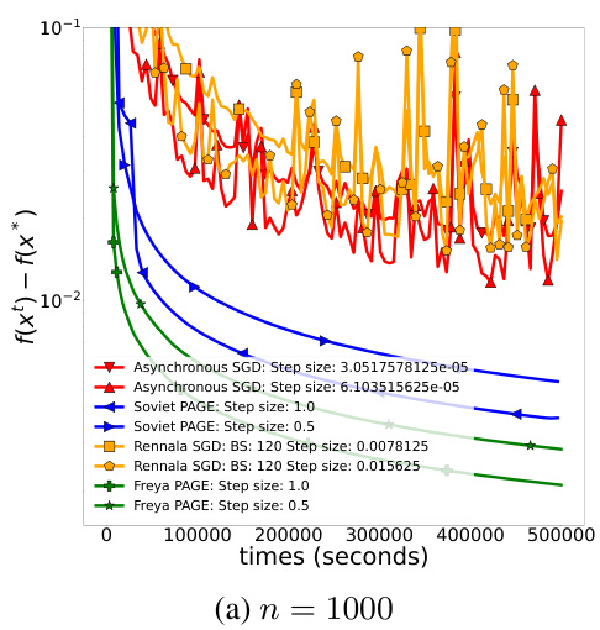 10⁻¹
10⁻²
f(xᵗ) − f(x*)
Asynchronous SGD: Step size: 3.0517578125e-05
Asynchronous SGD: Step size: 6.103515625e-05
Soviet PAGE: Step size: 1.0
Soviet PAGE: Step size: 0.5
Rennala SGD: BS: 120 Step size: 0.0078125
Rennala SGD: BS: 120 Step size: 0.015625
Freya PAGE: Step size: 1.0
Freya PAGE: Step size: 0.5
0 100000 200000 300000 400000 500000
times (seconds)
(a) n = 1000